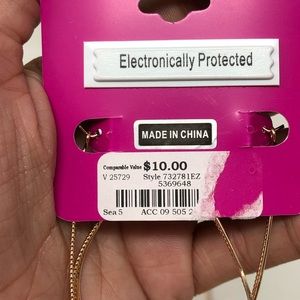 Electronically Protected
MADE IN CHINA
Comparable Value $10.00
V 25729 Style 732781EZ
5369648
Sea 5 ACC 09 505 2